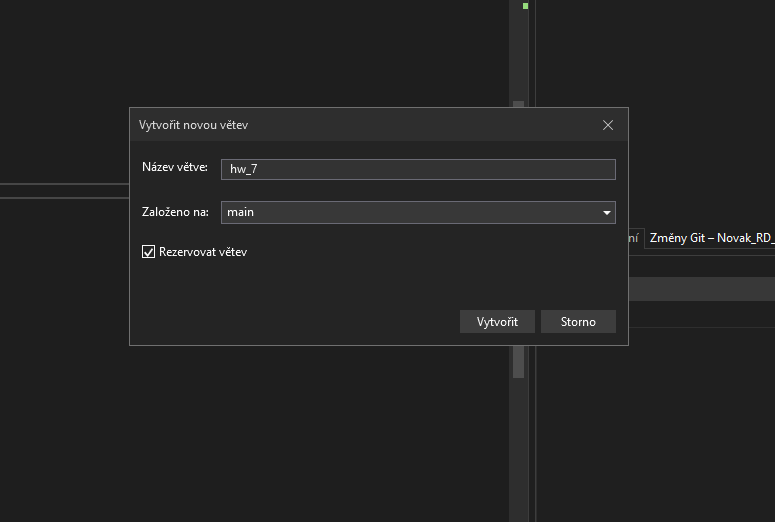 Vytvořit novou větev
Název větve: hw_7
Založeno na: main
ní Změny Git – Novak_RD_
Rezervovat větev
Vytvořit Storno